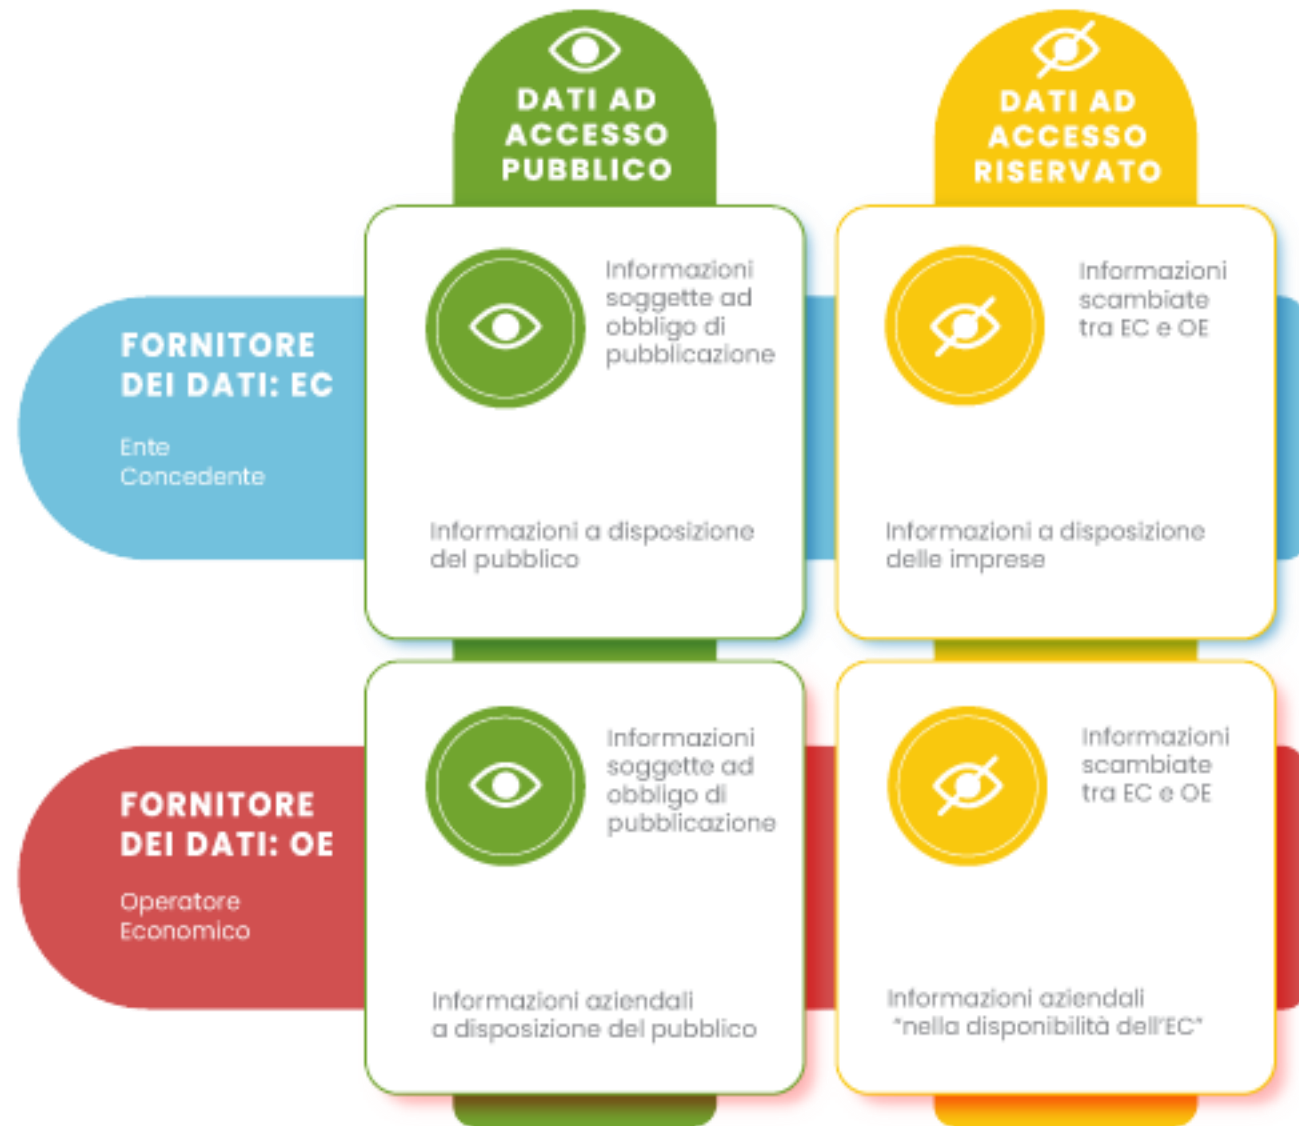 DATI AD
ACCESSO
PUBBLICO
DATI AD
ACCESSO
RISERVATO
FORNITORE
DEI DATI: EC
Ente
Concedente
Informazioni
soggette ad
obbligo di
pubblicazione
Informazioni a disposizione
del pubblico
Informazioni
scambiate
tra EC e OE
Informazioni a disposizione
delle imprese
FORNITORE
DEI DATI: OE
Operatore
Economico
Informazioni
soggette ad
obbligo di
pubblicazione
Informazioni aziendali
a disposizione del pubblico
Informazioni
scambiate
tra EC e OE
Informazioni aziendali
“nella disponibilità dell’EC”